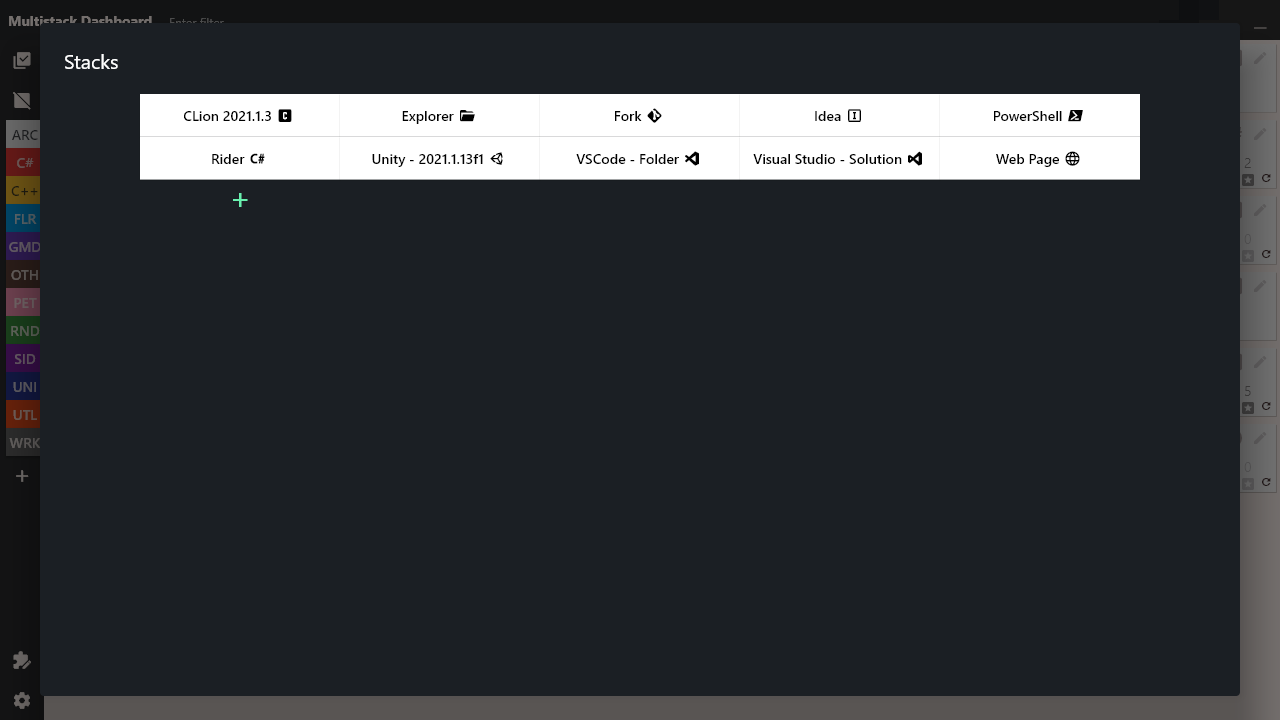 Multistack Dashboard Enter filter
Stacks
CLion 2021.1.3 Explorer Fork Idea PowerShell
Rider C# Unity - 2021.1.13f1 VSCode - Folder Visual Studio - Solution Web Page
ARC
C#
C++
FLR
GMD
OTH
PET
RND
SID
UNI
UTL
WRK
2
0
5
0